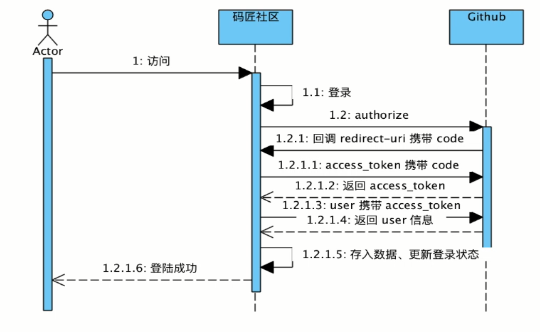 码匠社区
Github
Actor
1: 访问
1.1: 登录
1.2: authorize
1.2.1: 回调 redirect-uri 携带 code
1.2.1.1: access_token 携带 code
1.2.1.2: 返回 access_token
1.2.1.3: user 携带 access_token
1.2.1.4: 返回 user 信息
1.2.1.5: 存入数据、更新登录状态
1.2.1.6: 登陆成功